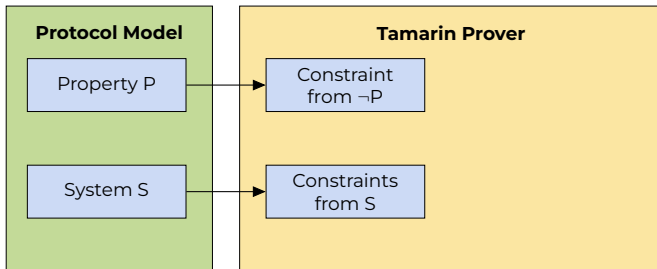 Protocol Model
Tamarin Prover
Property P
Constraint
from ¬P
System S
Constraints
from S